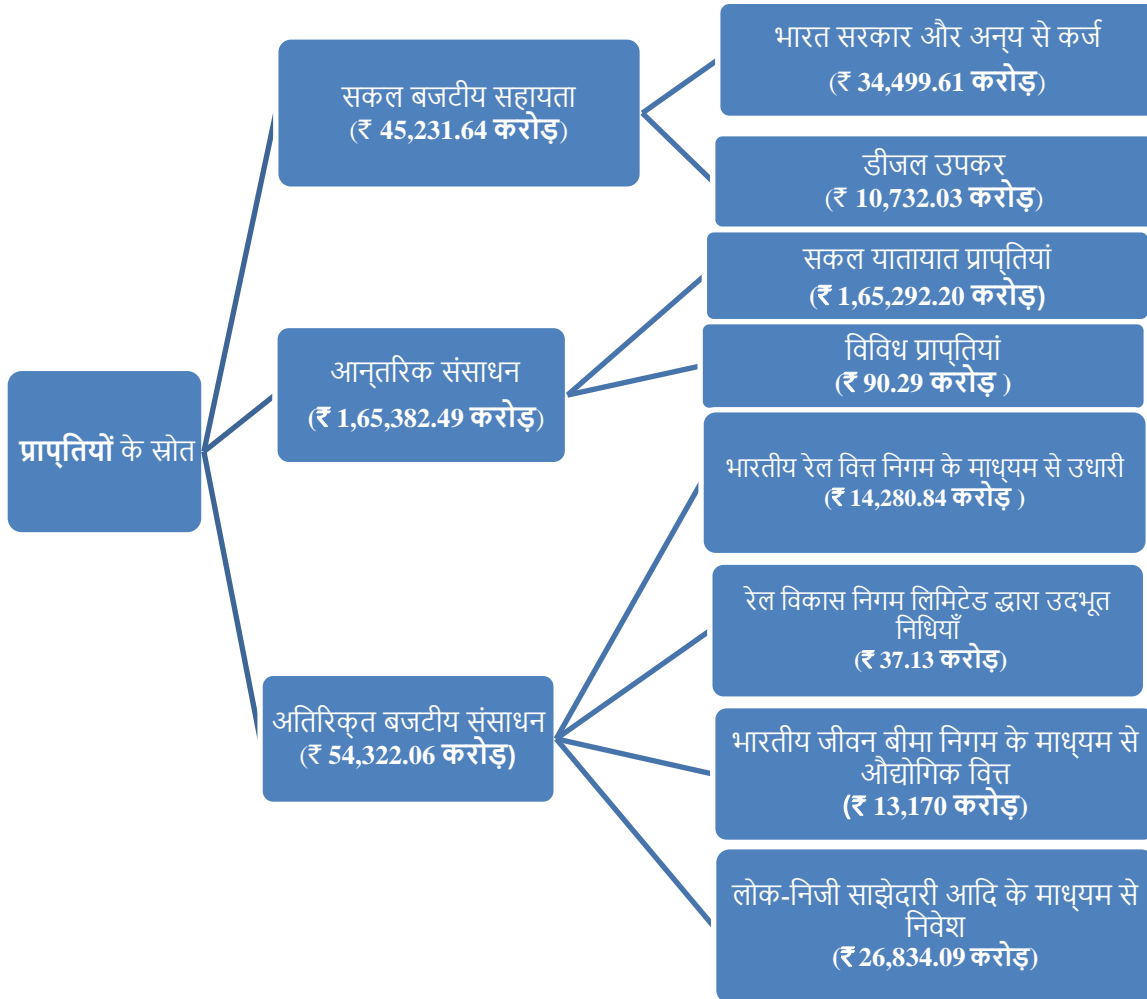 प्राप्तियों के स्रोत
सकल बजटीय सहायता
(₹ 45,231.64 करोड़)
भारत सरकार और अन्य से कर्ज
(₹ 34,499.61 करोड़)
डीजल उपकर
(₹ 10,732.03 करोड़)
आन्तरिक संसाधन
(₹ 1,65,382.49 करोड़)
सकल यातायात प्राप्तियां
(₹ 1,65,292.20 करोड़)
विविध प्राप्तियां
(₹ 90.29 करोड़ )
अतिरिक्त बजटीय संसाधन
(₹ 54,322.06 करोड़)
भारतीय रेल वित्त निगम के माध्यम से उधारी
(₹ 14,280.84 करोड़ )
रेल विकास निगम लिमिटेड द्धारा उदभूत
निधियाँ
(₹ 37.13 करोड़)
भारतीय जीवन बीमा निगम के माध्यम से
औद्योगिक वित्त
(₹ 13,170 करोड़)
लोक-निजी साझेदारी आदि के माध्यम से
निवेश
(₹ 26,834.09 करोड़)